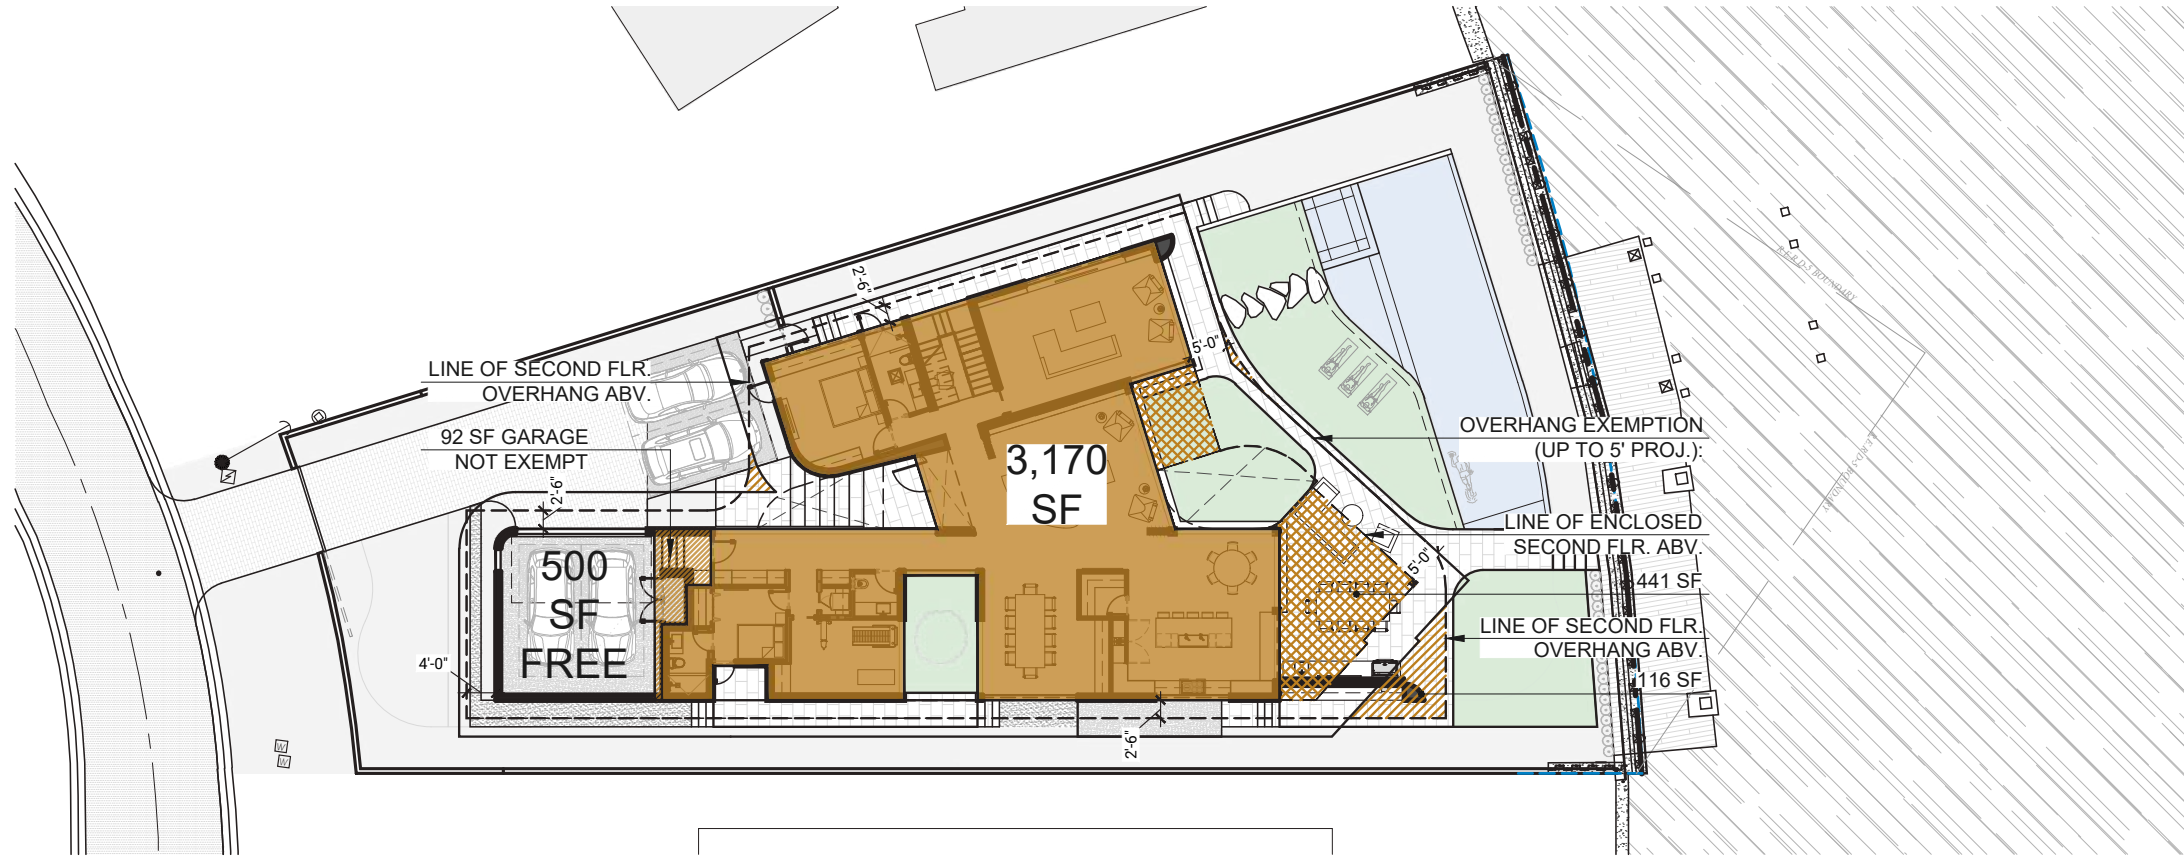 R-E-R.D-5 BOUNDARY
2'-6"
LINE OF SECOND FLR.
OVERHANG ABV.
5'-0"
92 SF GARAGE
NOT EXEMPT
3,170
SF
OVERHANG EXEMPTION
(UP TO 5' PROJ.):
2'-6"
LINE OF ENCLOSED
SECOND FLR. ABV.
500
SF
FREE
5'-0"
441 SF
LINE OF SECOND FLR.
OVERHANG ABV.
4'-0"
116 SF
2'-6"
W
W